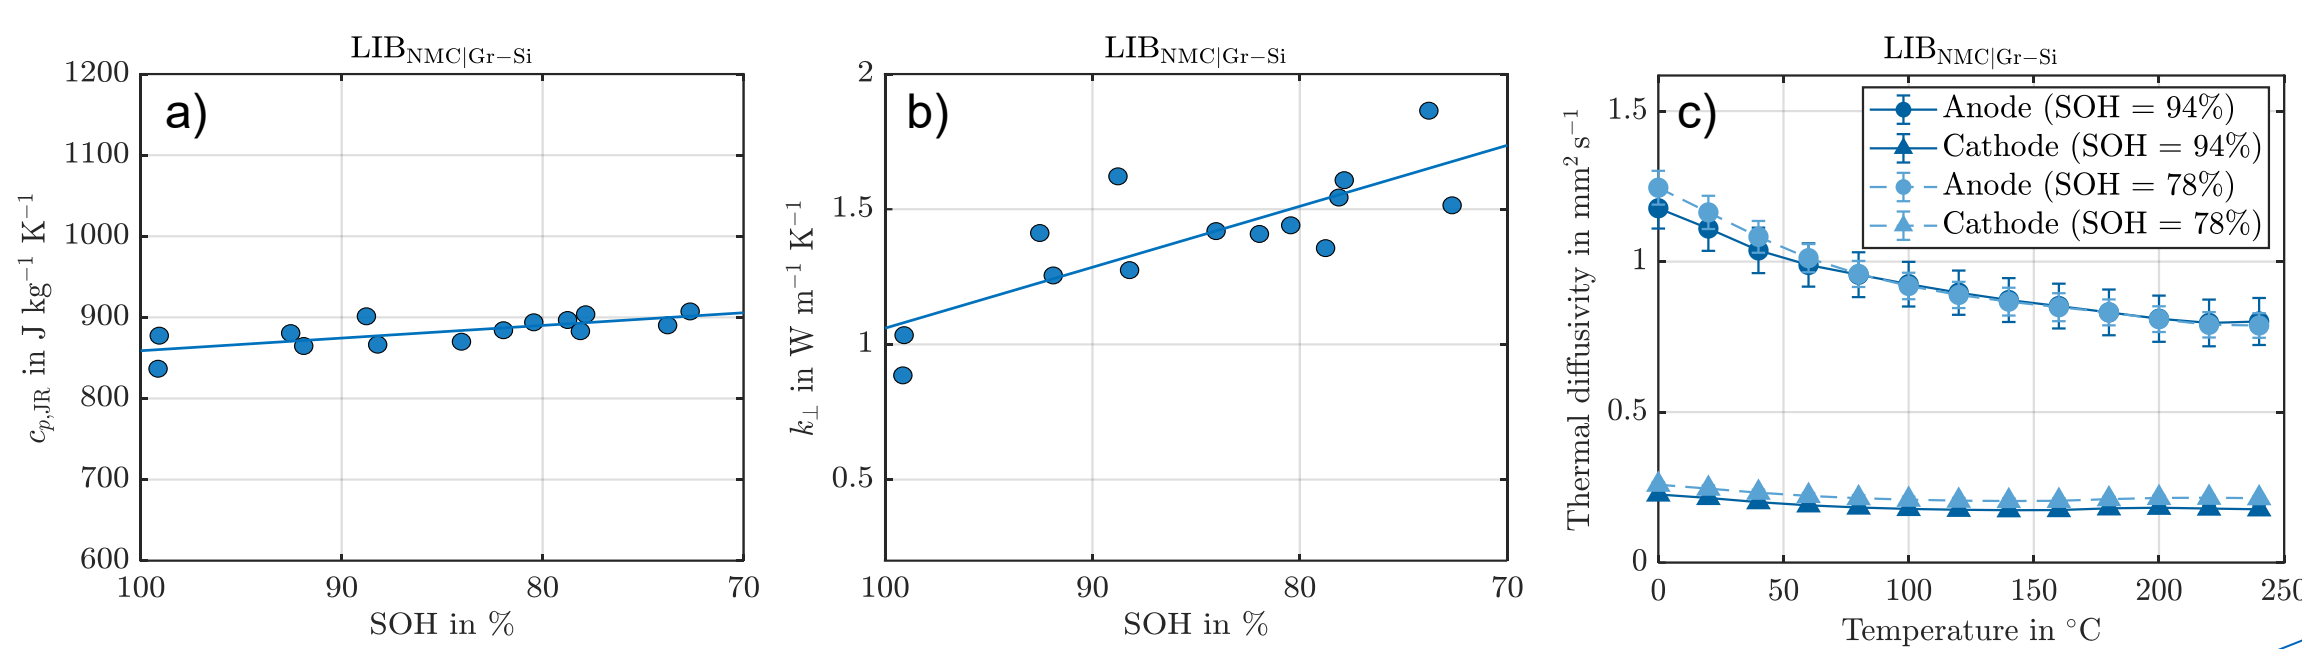 LIB_NMC|Gr−Si
a)
1200
1100
1000
900
800
700
600
100 90 80 70
c_p,JR in J kg⁻¹ K⁻¹
SOH in %
LIB_NMC|Gr−Si
b)
2
1.5
1
0.5
100 90 80 70
k_⊥ in W m⁻¹ K⁻¹
SOH in %
LIB_NMC|Gr−Si
c)
Anode (SOH = 94%)
Cathode (SOH = 94%)
Anode (SOH = 78%)
Cathode (SOH = 78%)
1.5
1
0.5
0
0 50 100 150 200 250
Thermal diffusivity in mm² s⁻¹
Temperature in °C